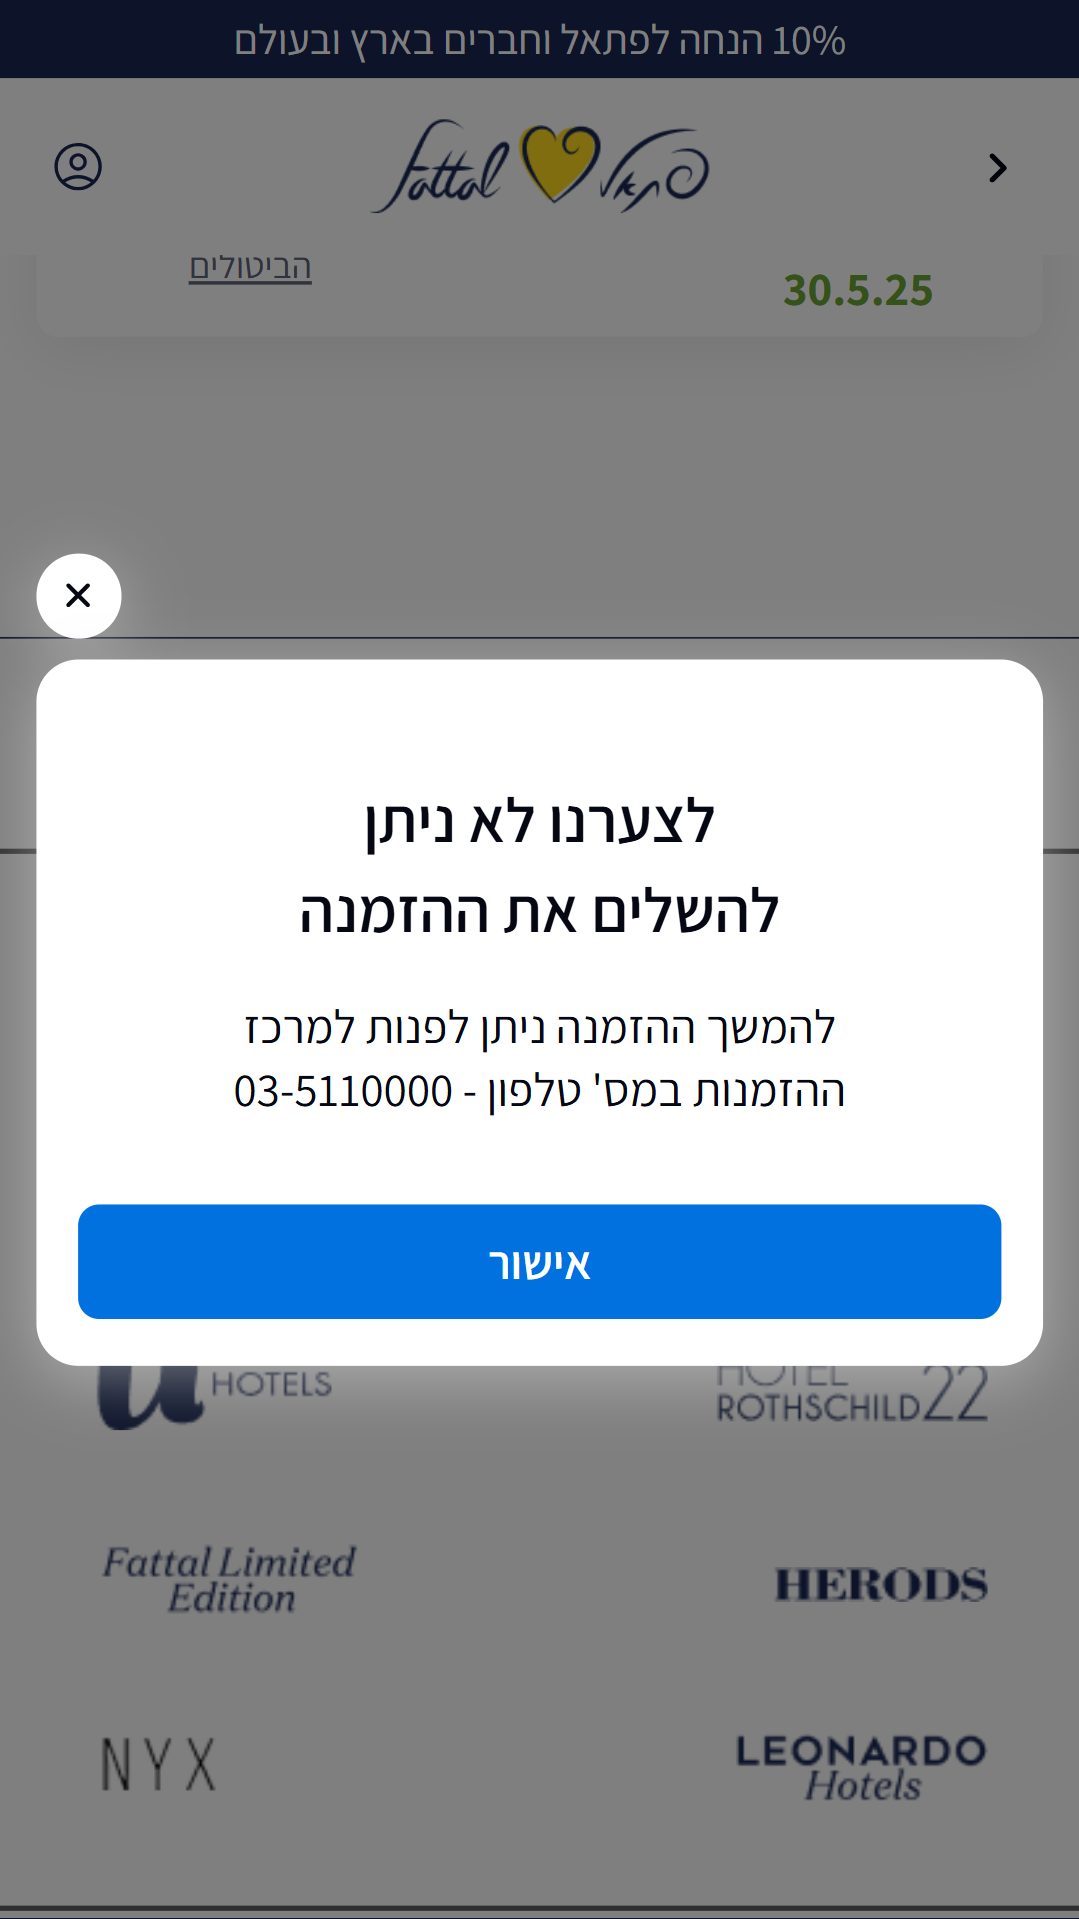 10% הנחה לפתאל וחברים בארץ ובעולם
Fattal פתאל
הביטולים
30.5.25
לצערנו לא ניתן
להשלים את ההזמנה
להמשך ההזמנה ניתן לפנות למרכז
ההזמנות במס' טלפון - 03-5110000
אישור
HOTEL
ROTHSCHILD 22
u HOTELS
HERODS
Fattal Limited
Edition
LEONARDO
Hotels
NYX